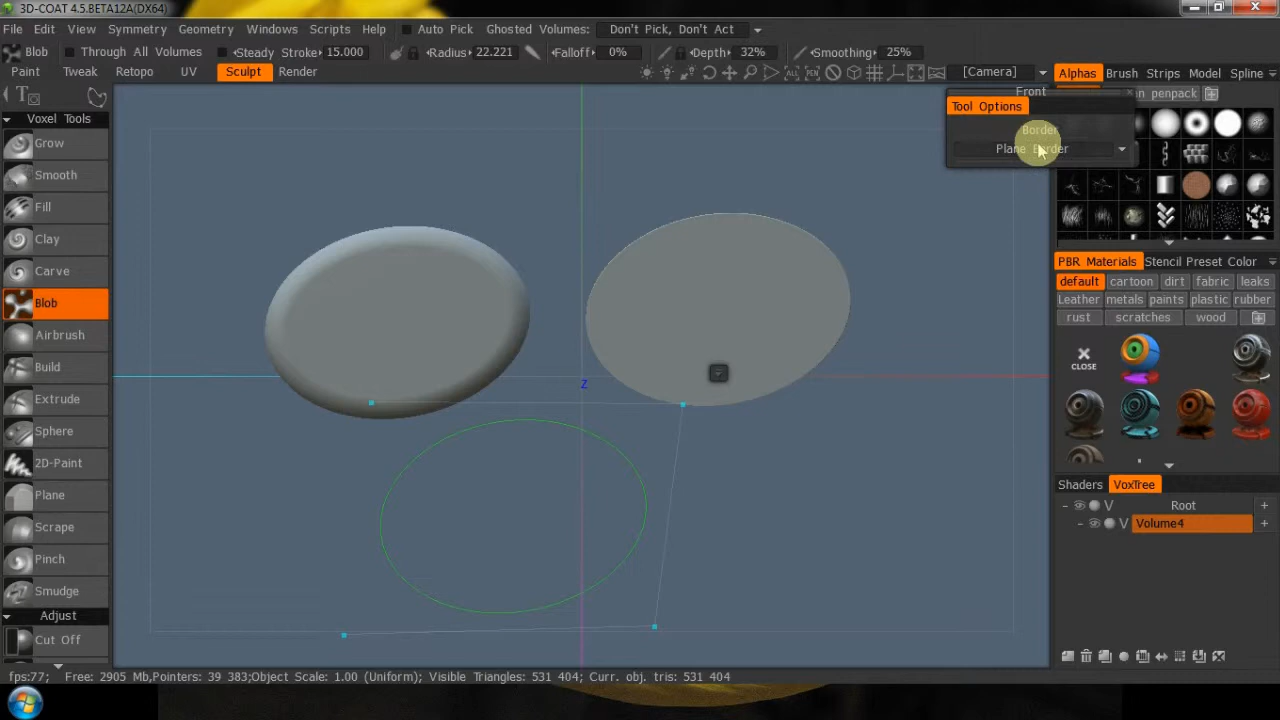 3D-COAT 4.5.BETA12A(DX64)
File Edit View Symmetry Geometry Windows Scripts Help Auto Pick Ghosted Volumes: Don't Pick, Don't Act
Blob Through All Volumes Steady Stroke: 15.000 Radius: 22.221 Falloff: 0% Depth: 32% Smoothing: 25%
Paint Tweak Retopo UV Sculpt Render [Camera] Alphas Brush Strips Model Spline
Front
penpack
Tool Options
Voxel Tools
Border
Grow
Plane Border
Smooth
Fill
Clay
PBR Materials Stencil Preset Color
Carve
default cartoon dirt fabric leaks
Blob
Leather metals paints plastic rubber
rust scratches wood
Airbrush
CLOSE
Build
Z
Extrude
Sphere
2D-Paint
Shaders VoxTree
Plane
Root
Volume4
Scrape
Pinch
Smudge
Adjust
Cut Off
fps:77; Free: 2905 Mb,Pointers: 39 383;Object Scale: 1.00 (Uniform); Visible Triangles: 531 404; Curr. obj. tris: 531 404